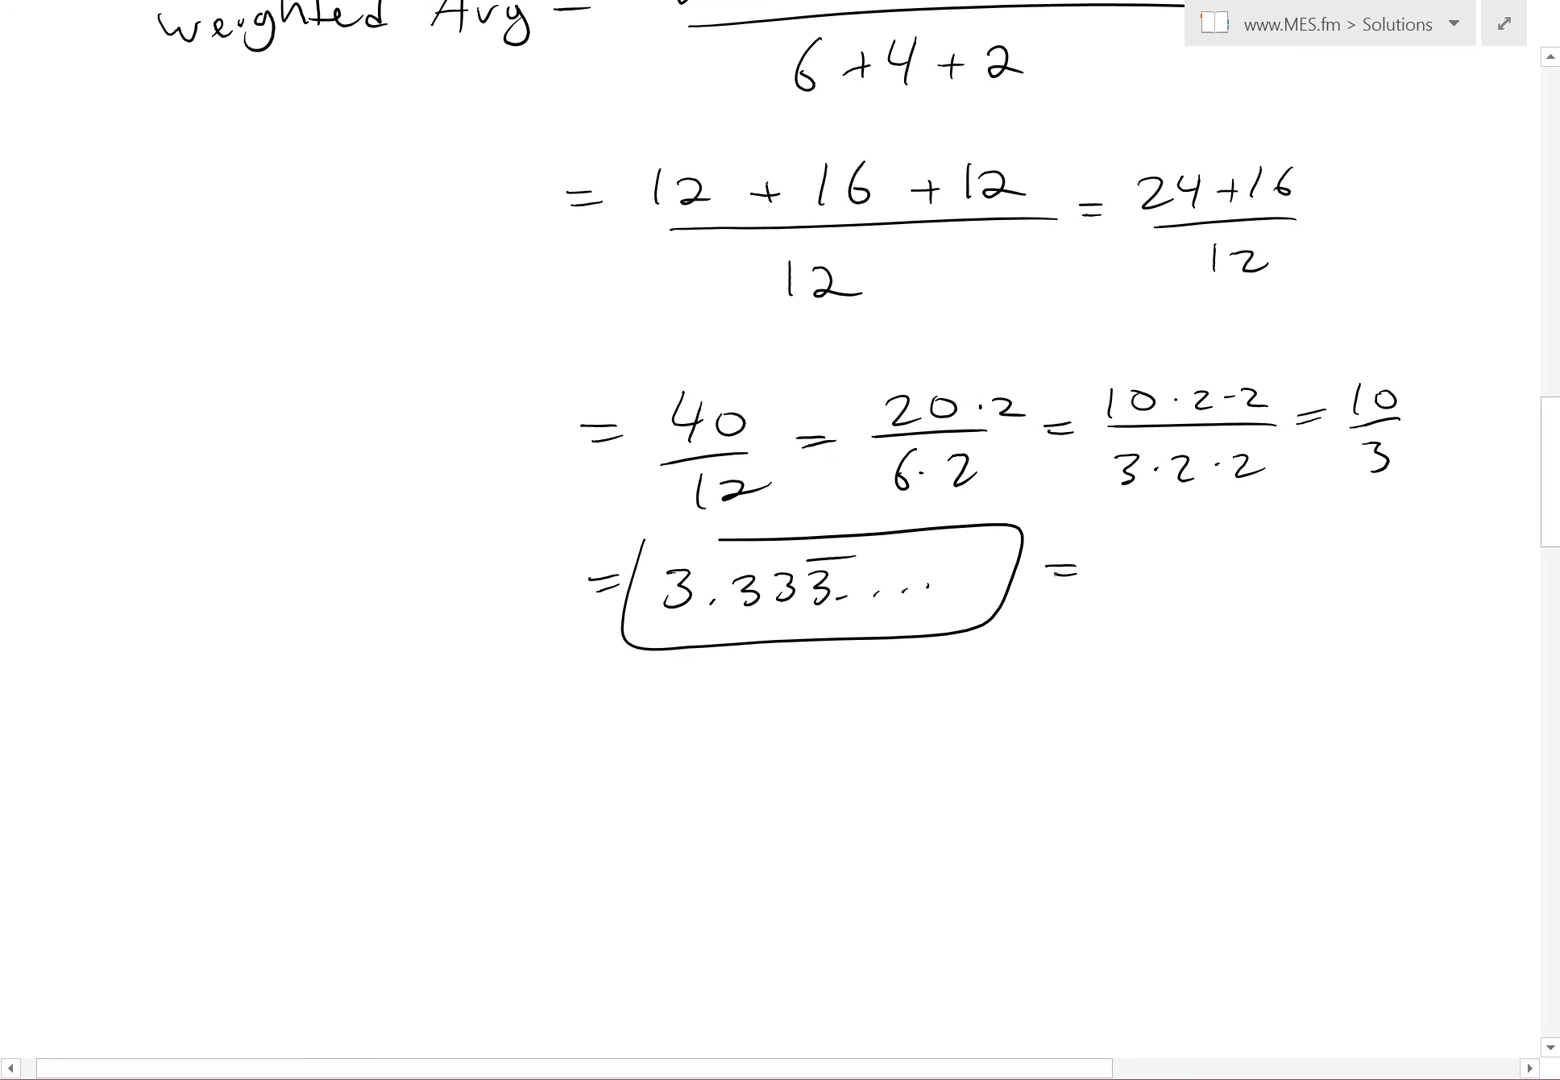 www.MES.fm > Solutions
weighted Avg =
6 + 4 + 2
= 12 + 16 + 12 / 12 = 24 + 16 / 12
= 40 / 12 = 20 · 2 / 6 · 2 = 10 · 2 · 2 / 3 · 2 · 2 = 10 / 3
= 3.333̅.... =